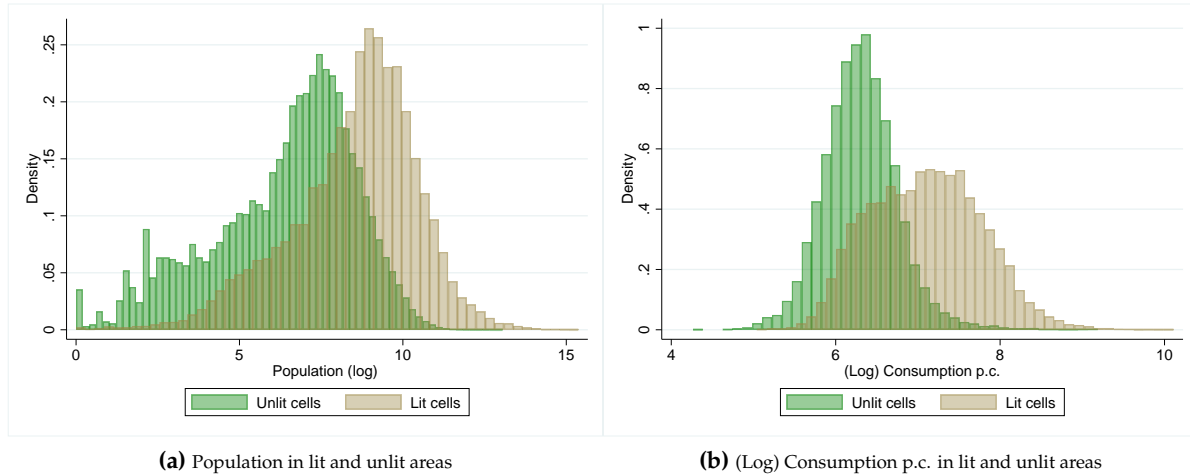 Density
.25
.2
.15
.1
.05
0
0 5 10 15
Population (log)
Unlit cells Lit cells
(a) Population in lit and unlit areas
Density
1
.8
.6
.4
.2
0
4 6 8 10
(Log) Consumption p.c.
Unlit cells Lit cells
(b) (Log) Consumption p.c. in lit and unlit areas